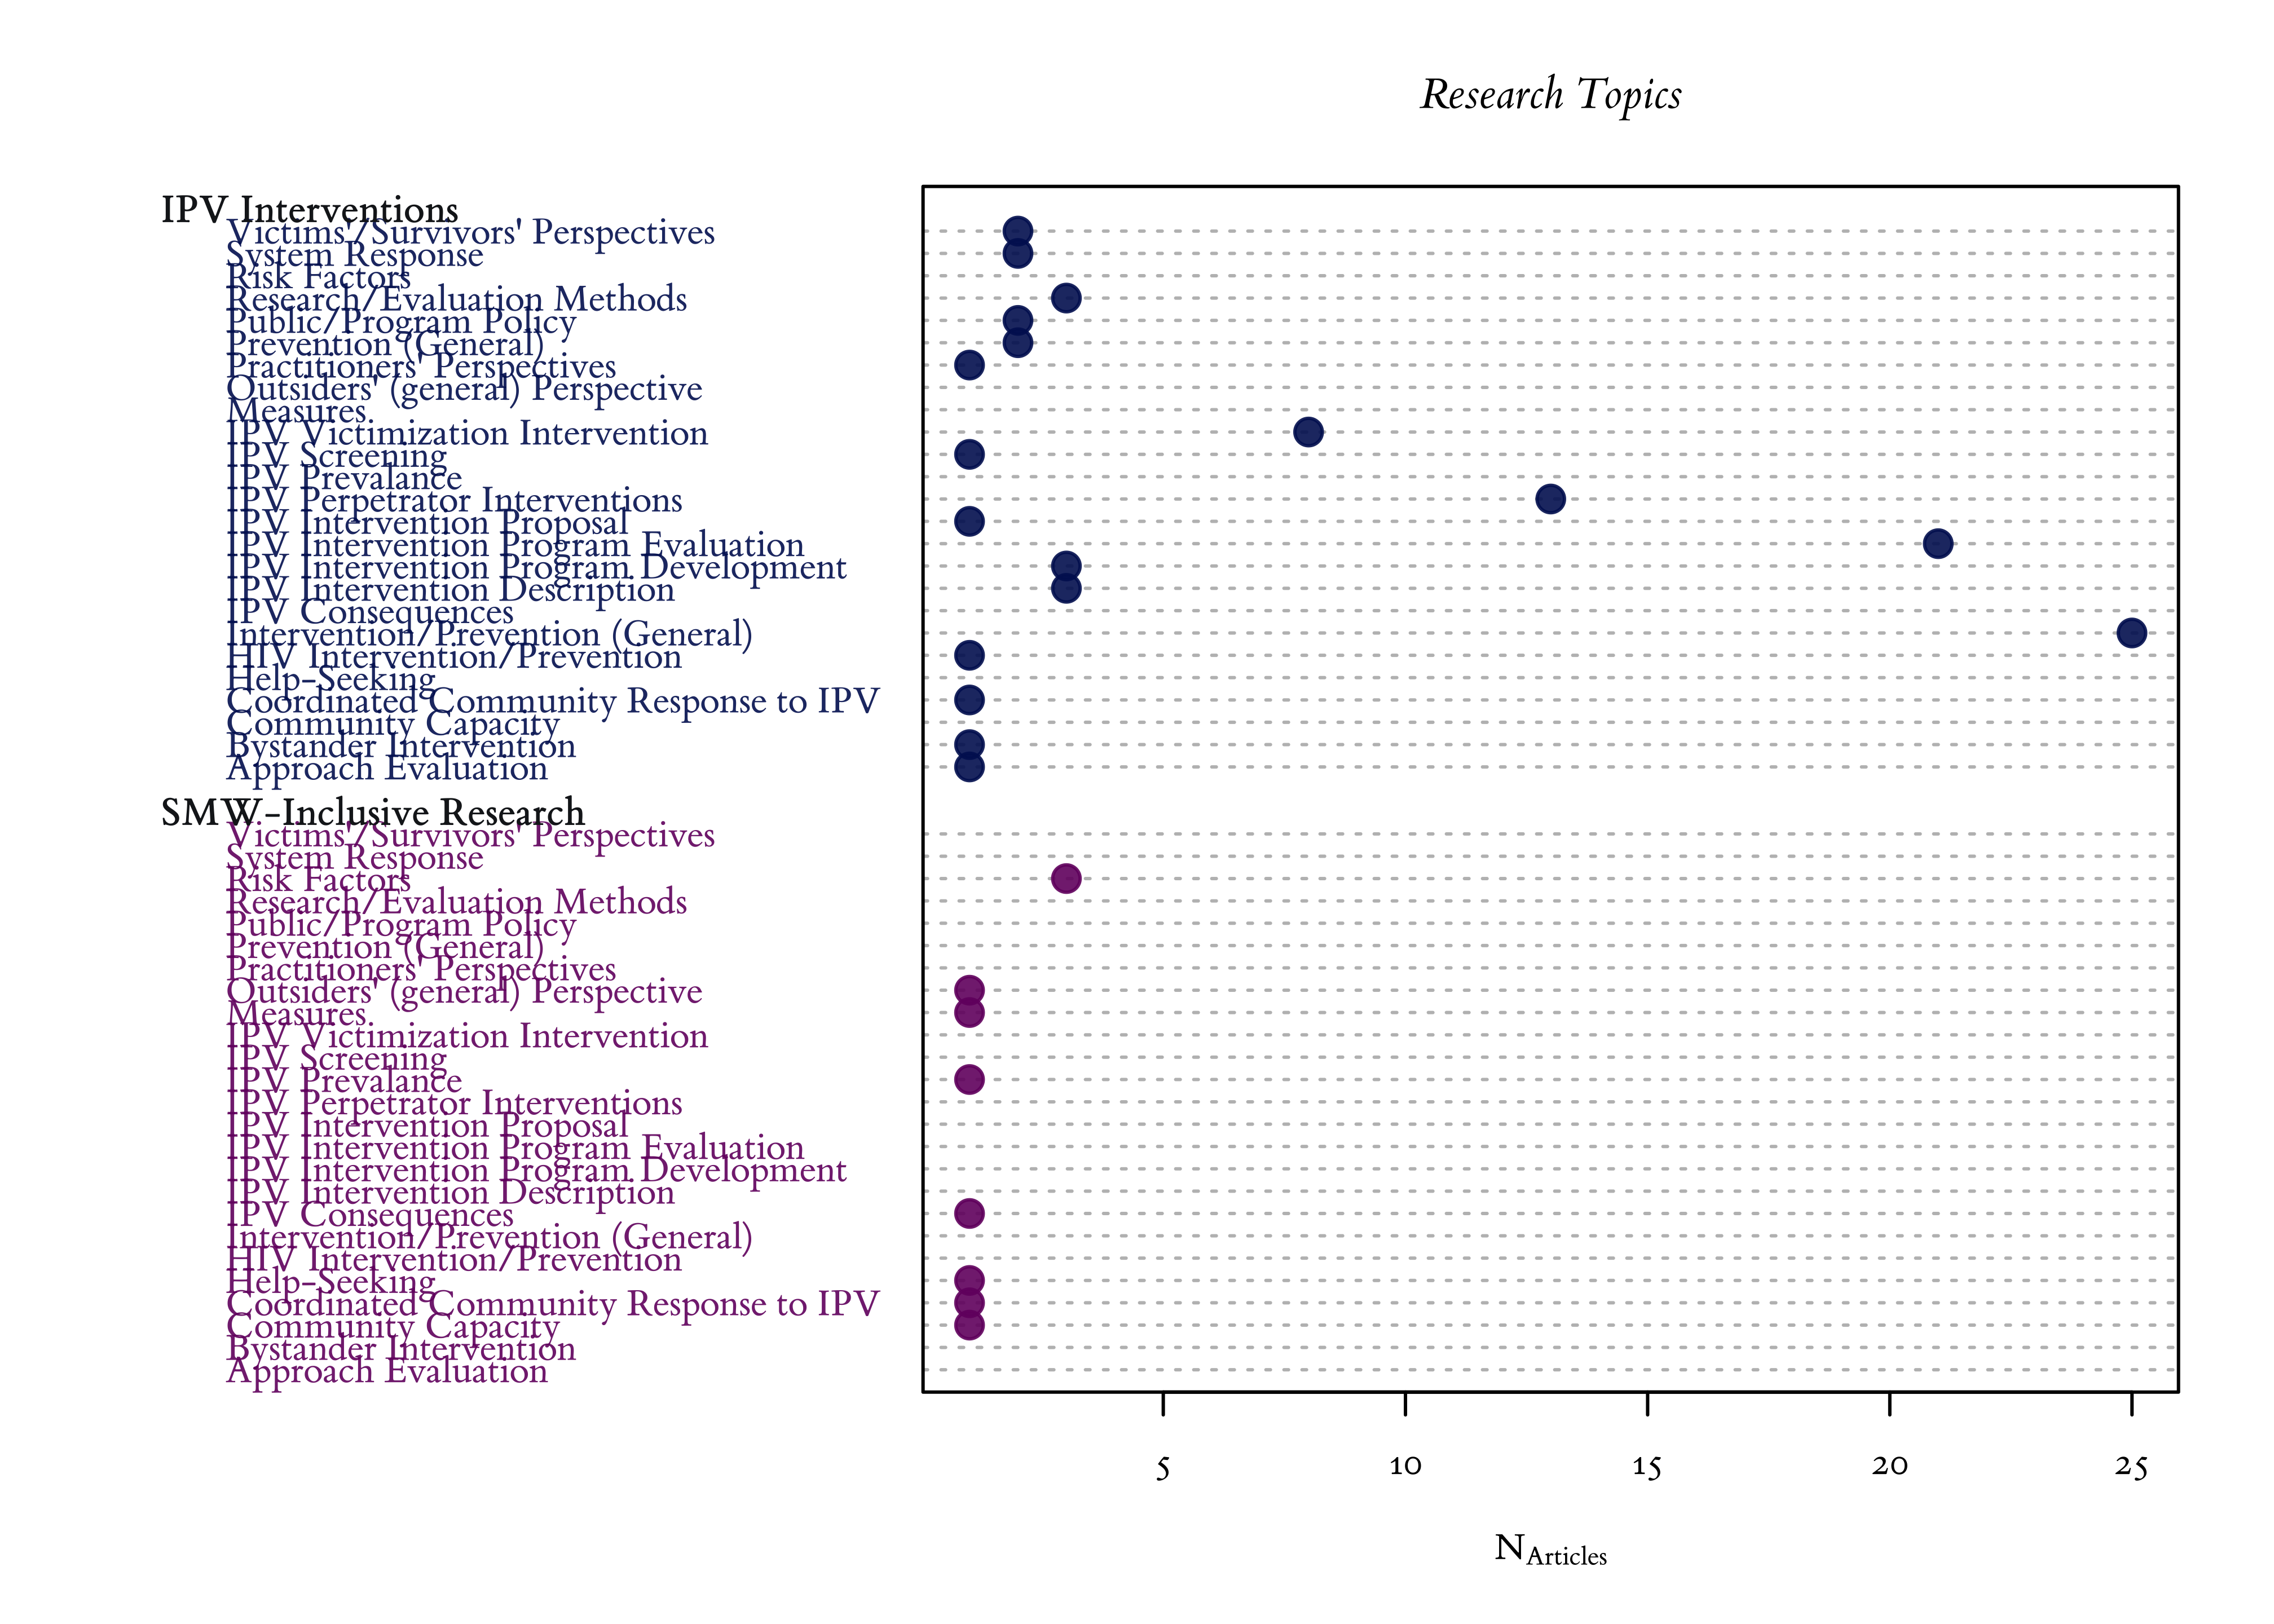 Research Topics
IPV Interventions
Victims'/Survivors' Perspectives
System Response
Risk Factors
Research/Evaluation Methods
Public/Program Policy
Prevention (General)
Practitioners' Perspectives
Outsiders' (general) Perspective
Measures
IPV Victimization Intervention
IPV Screening
IPV Prevalance
IPV Perpetrator Interventions
IPV Intervention Proposal
IPV Intervention Program Evaluation
IPV Intervention Program Development
IPV Intervention Description
IPV Consequences
Intervention/Prevention (General)
HIV Intervention/Prevention
Help-Seeking
Coordinated Community Response to IPV
Community Capacity
Bystander Intervention
Approach Evaluation
SMW-Inclusive Research
Victims'/Survivors' Perspectives
System Response
Risk Factors
Research/Evaluation Methods
Public/Program Policy
Prevention (General)
Practitioners' Perspectives
Outsiders' (general) Perspective
Measures
IPV Victimization Intervention
IPV Screening
IPV Prevalance
IPV Perpetrator Interventions
IPV Intervention Proposal
IPV Intervention Program Evaluation
IPV Intervention Program Development
IPV Intervention Description
IPV Consequences
Intervention/Prevention (General)
HIV Intervention/Prevention
Help-Seeking
Coordinated Community Response to IPV
Community Capacity
Bystander Intervention
Approach Evaluation
5 10 15 20 25
N Articles